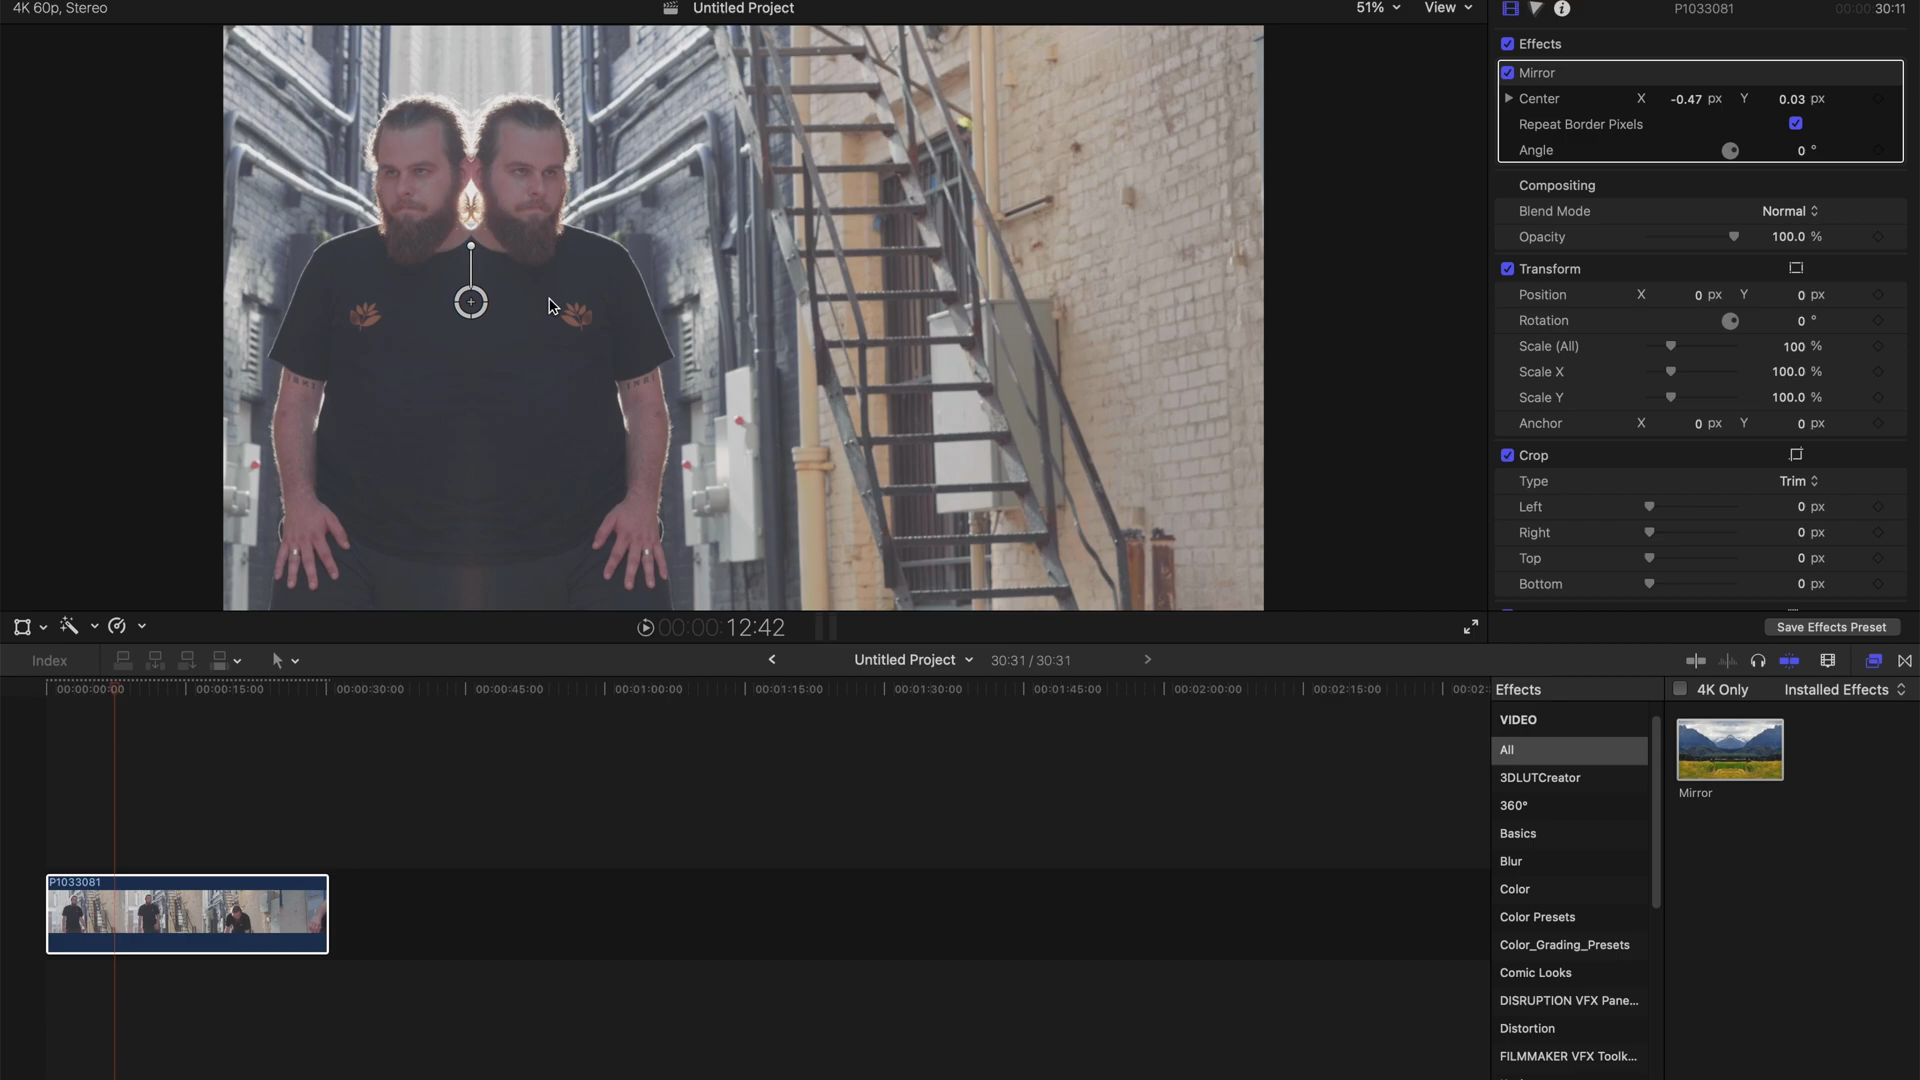 4K 60p, Stereo
Untitled Project
51%
View
P1033081
00:00:30:11
Effects
Mirror
Center X -0.47 px Y 0.03 px
Repeat Border Pixels
Angle 0 °
Compositing
Blend Mode Normal
Opacity 100.0 %
Transform
Position X 0 px Y 0 px
Rotation 0 °
Scale (All) 100 %
Scale X 100.0 %
Scale Y 100.0 %
Anchor X 0 px Y 0 px
Crop
Type Trim
Left 0 px
Right 0 px
Top 0 px
Bottom 0 px
00:00:12:42
Save Effects Preset
Index
Untitled Project
30:31 / 30:31
00:00:00:00 00:00:15:00 00:00:30:00 00:00:45:00 00:01:00:00 00:01:15:00 00:01:30:00 00:01:45:00 00:02:00:00 00:02:15:00 00:02:
Effects
4K Only
Installed Effects
VIDEO
All
3DLUTCreator
360°
Basics
Blur
Color
Color Presets
Color_Grading_Presets
Comic Looks
DISRUPTION VFX Pane...
Distortion
FILMMAKER VFX Toolk...
Mirror
P1033081